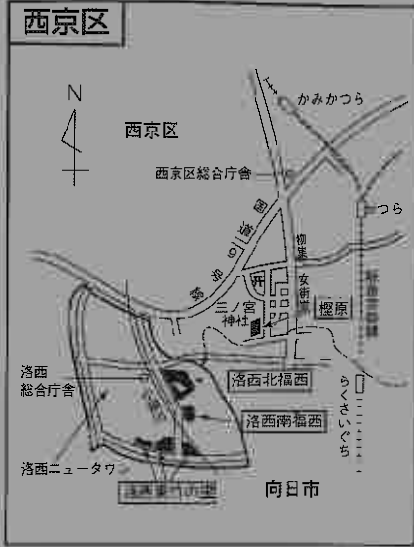 西京区
N
西京区
かみかつら
西京区総合庁舎
つら
国道9号線
物集女街道
三ノ宮
神社
樫原
洛西
総合庁舎
洛西北福西
洛西南福西
らくさいぐち
洛西ニュータウ
向日市